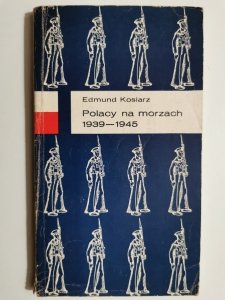 Edmund Kosiarz
Polacy na morzach
1939—1945